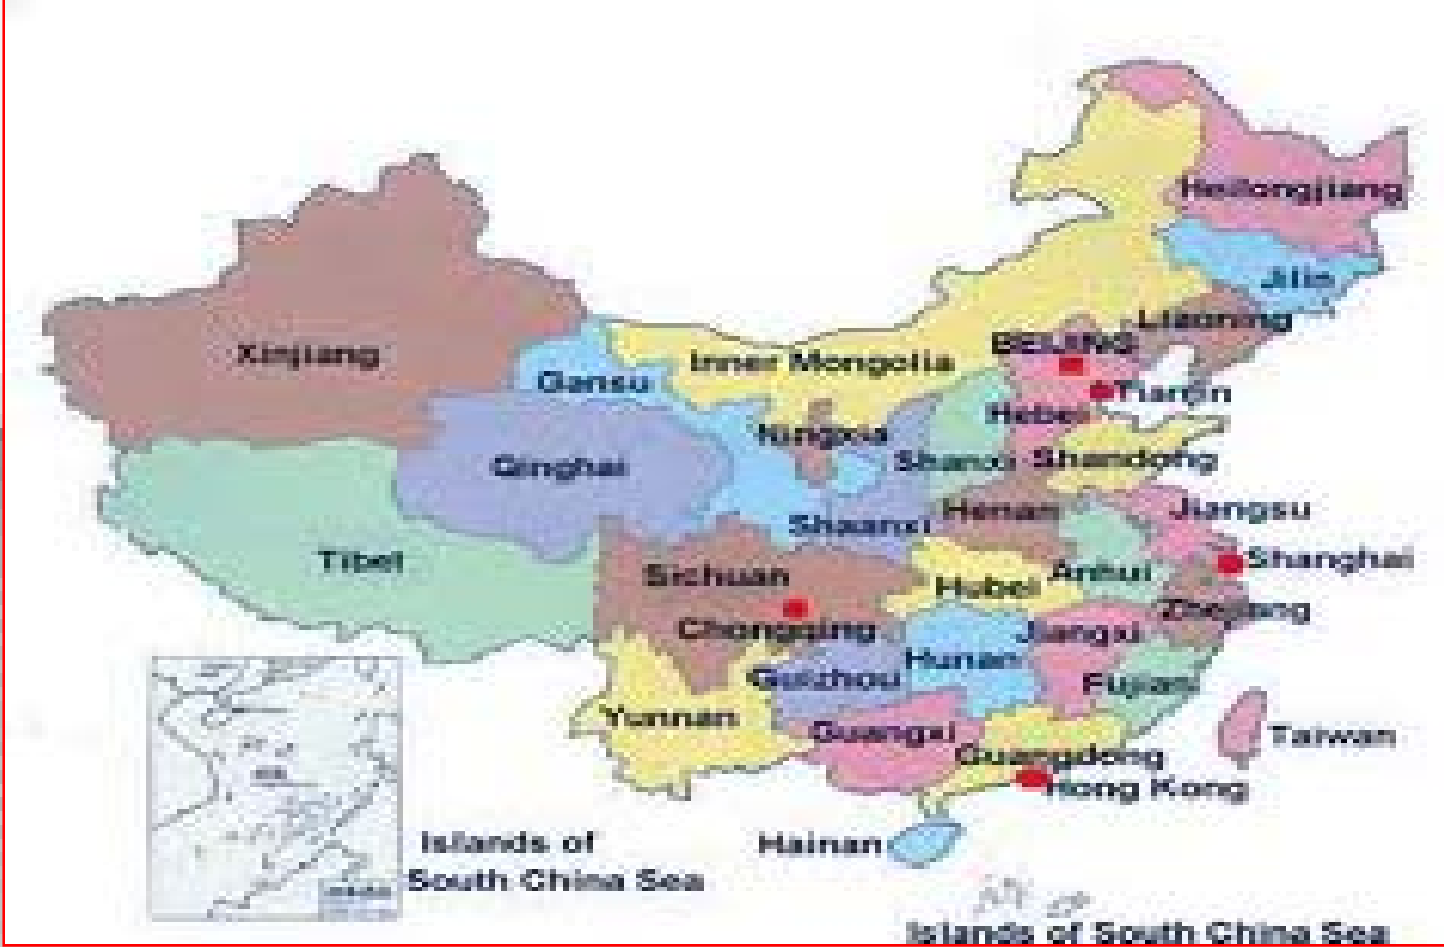 Heilongjiang
Jilin
Liaoning
BEIJING
Xinjiang
Inner Mongolia
Gansu
Tianjin
Hebei
Ningxia
Shanxi
Shandong
Qinghai
Henan
Jiangsu
Shaanxi
Tibet
Shanghai
Sichuan
Anhui
Hubei
Zhejiang
Chongqing
Jiangxi
Hunan
Guizhou
Fujian
Yunnan
Guangxi
Taiwan
Guangdong
Hong Kong
Hainan
Islands of
South China Sea
Islands of South China Sea